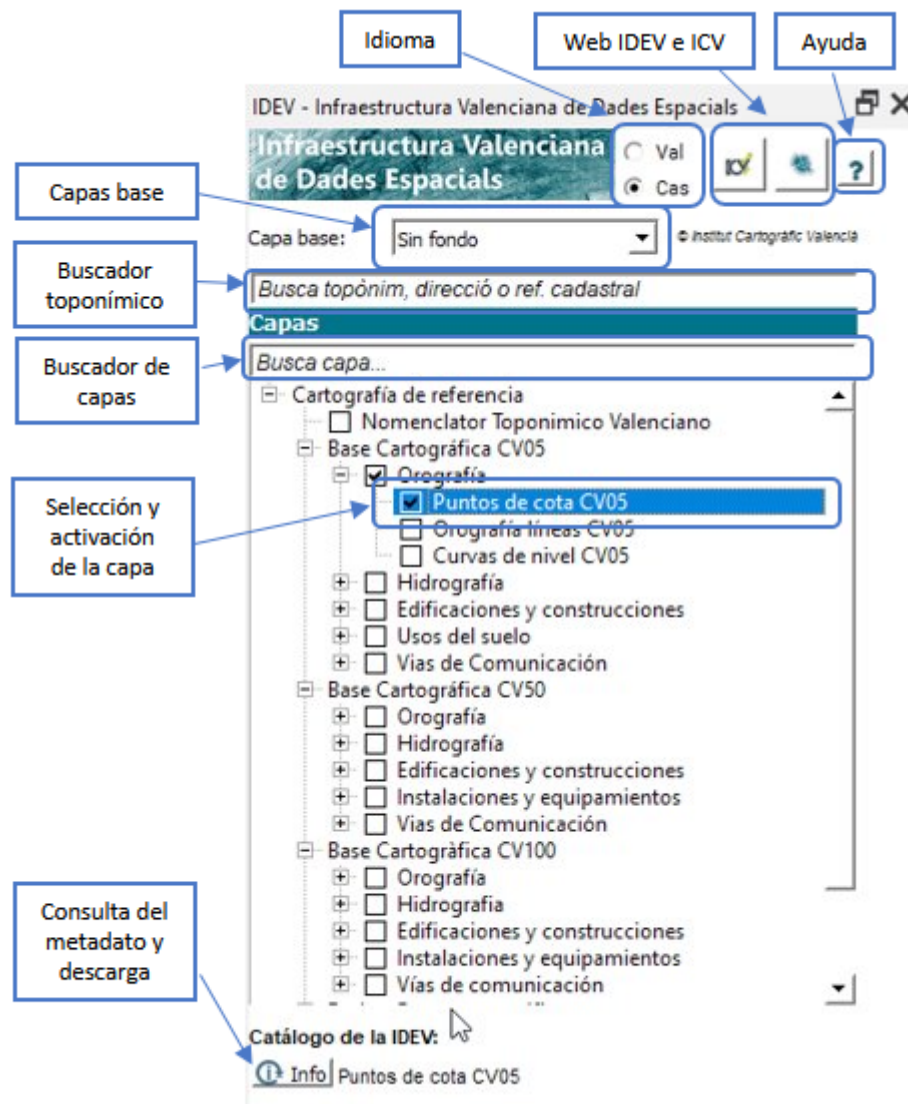 Idioma
Web IDEV e ICV
Ayuda
IDEV - Infraestructura Valenciana de Dades Espacials
Infraestructura Valenciana
de Dades Espacials
Val
Cas
ICV
?
Capas base
Capa base:
Sin fondo
© Institut Cartogràfic Valencià
Buscador
toponímico
Busca topònim, direcció o ref. cadastral
Capas
Buscador de
capas
Busca capa...
Cartografía de referencia
Nomenclator Toponimico Valenciano
Base Cartográfica CV05
Orografía
Selección y
activación
de la capa
Puntos de cota CV05
Orografía líneas CV05
Curvas de nivel CV05
Hidrografía
Edificaciones y construcciones
Usos del suelo
Vias de Comunicación
Base Cartográfica CV50
Orografía
Hidrografía
Edificaciones y construcciones
Instalaciones y equipamientos
Vias de Comunicación
Base Cartogràfica CV100
Orografía
Hidrografia
Edificaciones y construcciones
Instalaciones y equipamientos
Vías de comunicación
Consulta del
metadato y
descarga
Catálogo de la IDEV:
Info
Puntos de cota CV05